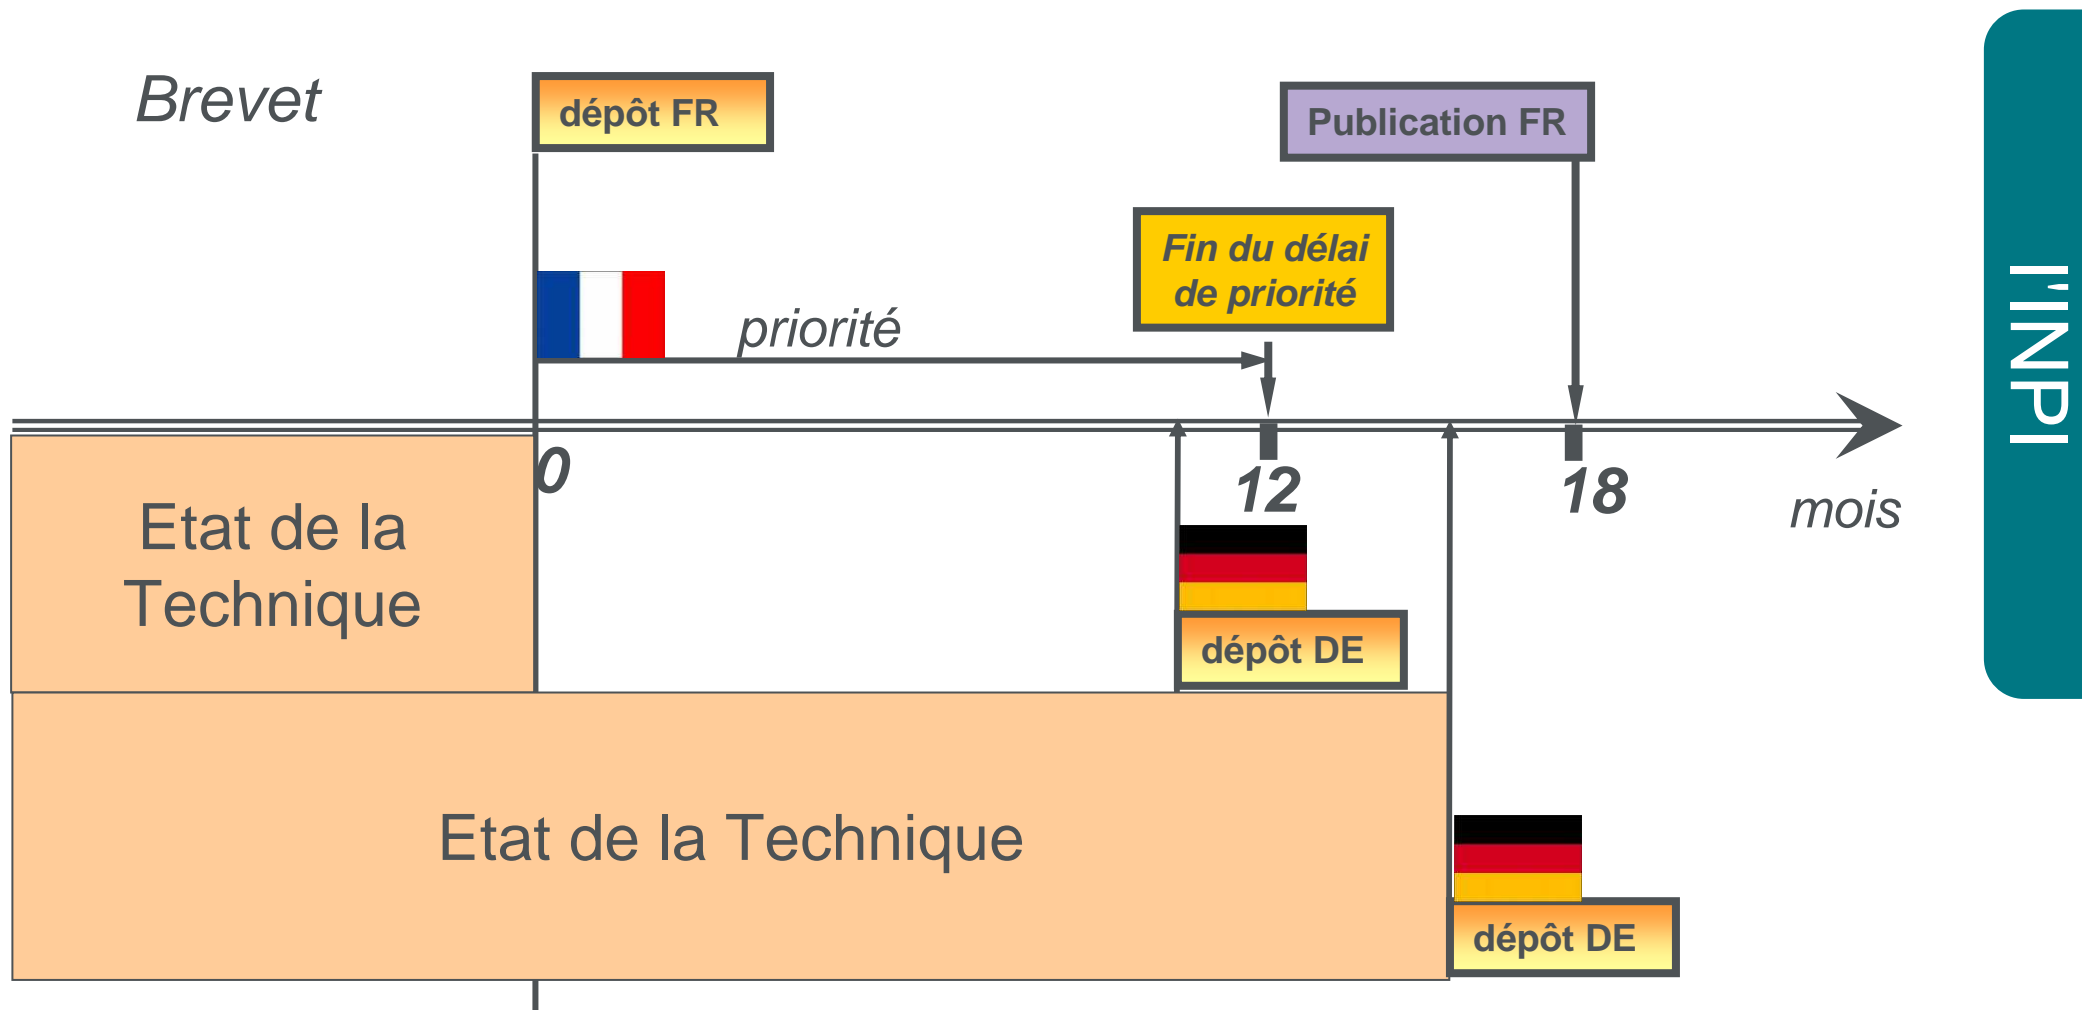 Brevet
dépôt FR
Publication FR
Fin du délai
de priorité
priorité
0
12
18
mois
Etat de la
Technique
dépôt DE
Etat de la Technique
dépôt DE
l'INPI